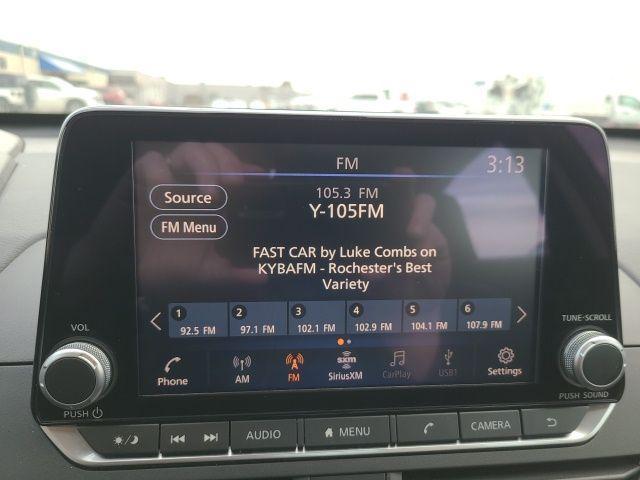 FM
3:13
Source
105.3 FM
Y-105FM
FM Menu
FAST CAR by Luke Combs on
KYBAFM - Rochester's Best
Variety
1 2 3 4 5 6
92.5 FM 97.1 FM 102.1 FM 102.9 FM 104.1 FM 107.9 FM
VOL
TUNE-SCROLL
sxm
Phone AM FM SiriusXM CarPlay USB1 Settings
PUSH
PUSH SOUND
AUDIO MENU CAMERA